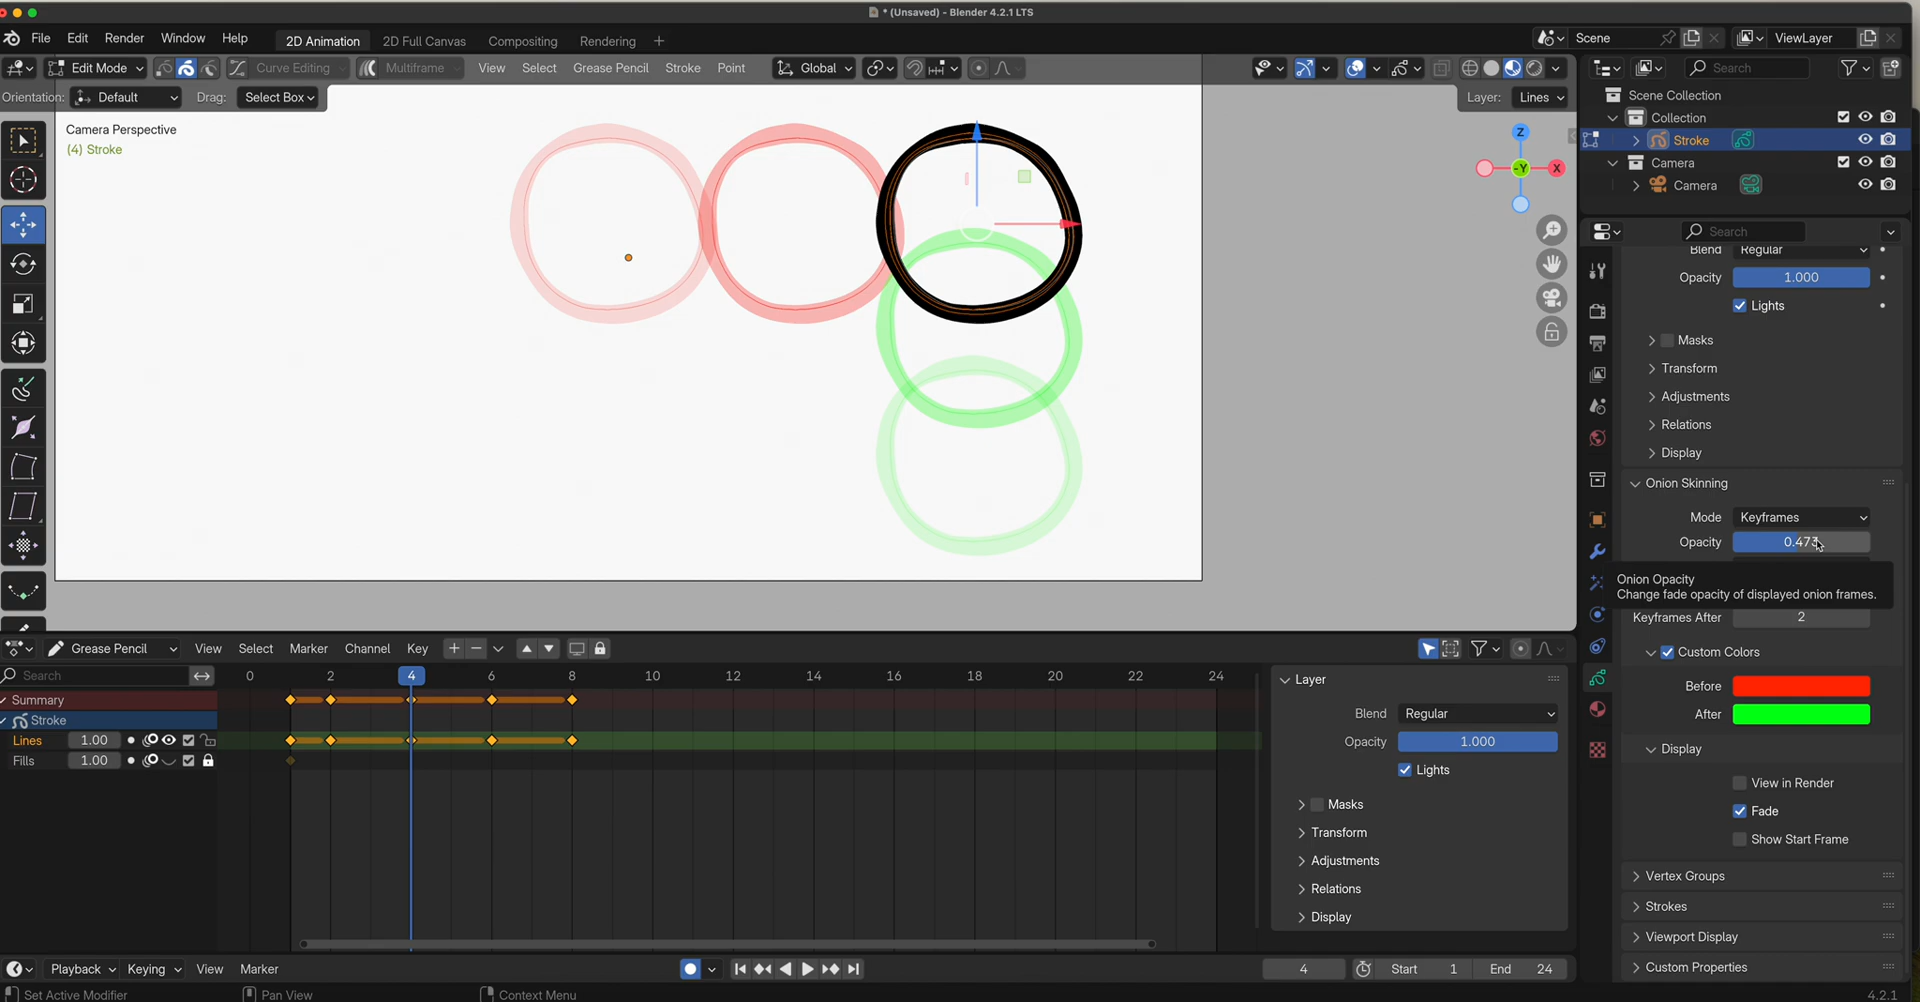 * (Unsaved) - Blender 4.2.1 LTS
File Edit Render Window Help 2D Animation 2D Full Canvas Compositing Rendering + Scene ViewLayer
Edit Mode Curve Editing Multiframe View Select Grease Pencil Stroke Point Global Search
Orientation: Default Drag: Select Box Layer: Lines Scene Collection
Collection
Camera Perspective
(4) Stroke
Z
-Y X
Stroke
Camera
Camera
Search
Blend Regular
Opacity 1.000
Lights
Masks
Transform
Adjustments
Relations
Display
Onion Skinning
Mode Keyframes
Opacity 0.473
Onion Opacity
Change fade opacity of displayed onion frames.
Keyframes After 2
Custom Colors
Before
After
Display
View in Render
Fade
Show Start Frame
Vertex Groups
Strokes
Viewport Display
Custom Properties
Grease Pencil View Select Marker Channel Key
Search 0 2 4 6 8 10 12 14 16 18 20 22 24
Summary
Stroke
Lines 1.00
Fills 1.00
Layer
Blend Regular
Opacity 1.000
Lights
Masks
Transform
Adjustments
Relations
Display
Playback Keying View Marker 4 Start 1 End 24
Set Active Modifier Pan View Context Menu 4.2.1